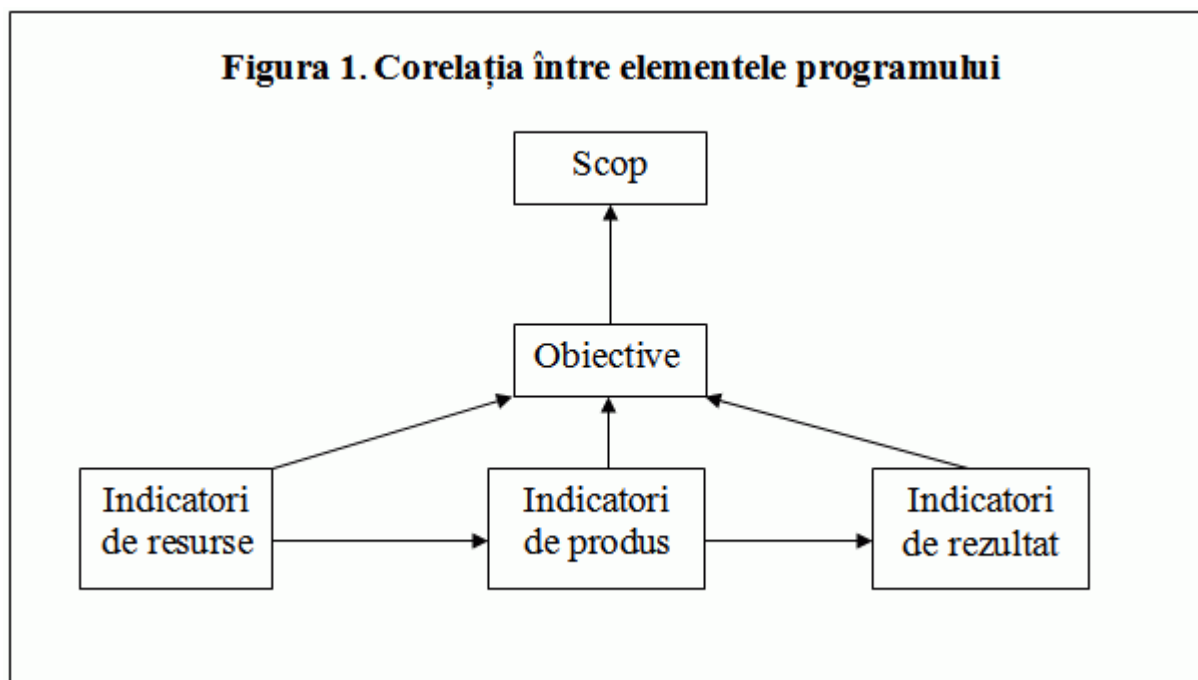 Figura 1. Corelația între elementele programului
Scop
Obiective
Indicatori
de resurse
Indicatori
de produs
Indicatori
de rezultat